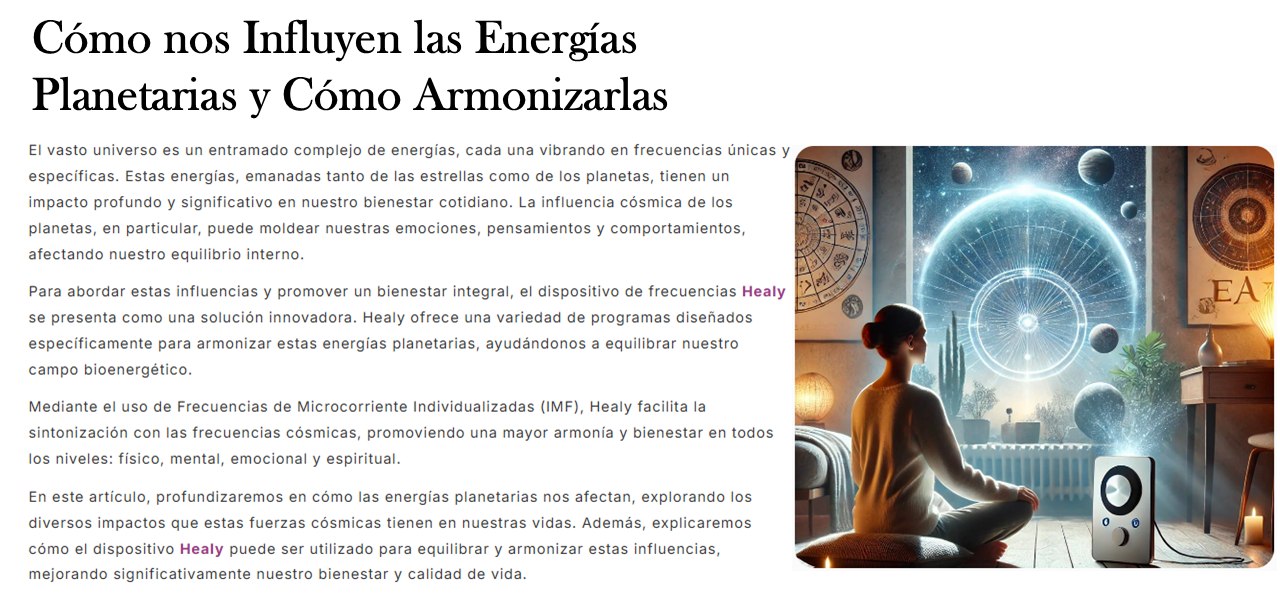 Cómo nos Influyen las Energías
Planetarias y Cómo Armonizarlas
El vasto universo es un entramado complejo de energías, cada una vibrando en frecuencias únicas y
específicas. Estas energías, emanadas tanto de las estrellas como de los planetas, tienen un
impacto profundo y significativo en nuestro bienestar cotidiano. La influencia cósmica de los
planetas, en particular, puede moldear nuestras emociones, pensamientos y comportamientos,
afectando nuestro equilibrio interno.
Para abordar estas influencias y promover un bienestar integral, el dispositivo de frecuencias Healy
se presenta como una solución innovadora. Healy ofrece una variedad de programas diseñados
específicamente para armonizar estas energías planetarias, ayudándonos a equilibrar nuestro
campo bioenergético.
Mediante el uso de Frecuencias de Microcorriente Individualizadas (IMF), Healy facilita la
sintonización con las frecuencias cósmicas, promoviendo una mayor armonía y bienestar en todos
los niveles: físico, mental, emocional y espiritual.
En este artículo, profundizaremos en cómo las energías planetarias nos afectan, explorando los
diversos impactos que estas fuerzas cósmicas tienen en nuestras vidas. Además, explicaremos
cómo el dispositivo Healy puede ser utilizado para equilibrar y armonizar estas influencias,
mejorando significativamente nuestro bienestar y calidad de vida.
EA